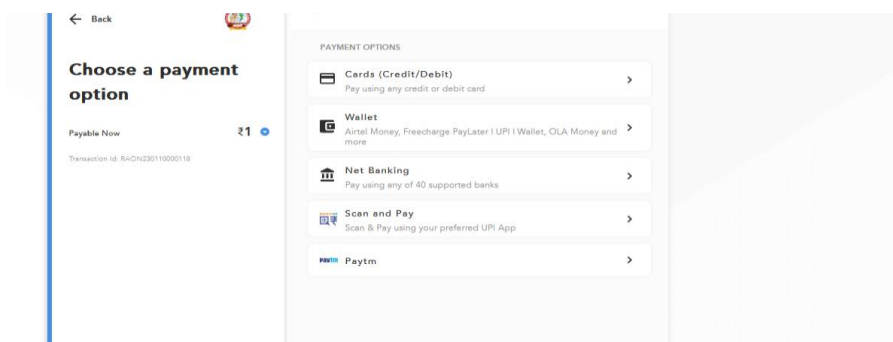 ← Back
Choose a payment
option
Payable Now ₹1
Transaction Id: RAON230110000118
PAYMENT OPTIONS
Cards (Credit/Debit)
Pay using any credit or debit card
Wallet
Airtel Money, Freecharge PayLater | UPI | Wallet, OLA Money and
more
Net Banking
Pay using any of 40 supported banks
Scan and Pay
Scan & Pay using your preferred UPI App
Paytm Paytm